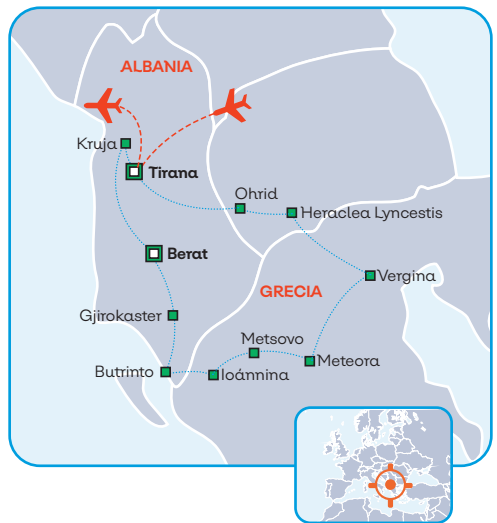 ALBANIA
Kruja
Tirana
Ohrid
Heraclea Lyncestis
Berat
Vergina
GRECIA
Gjirokaster
Metsovo
Meteora
Butrinto
Ioánnina